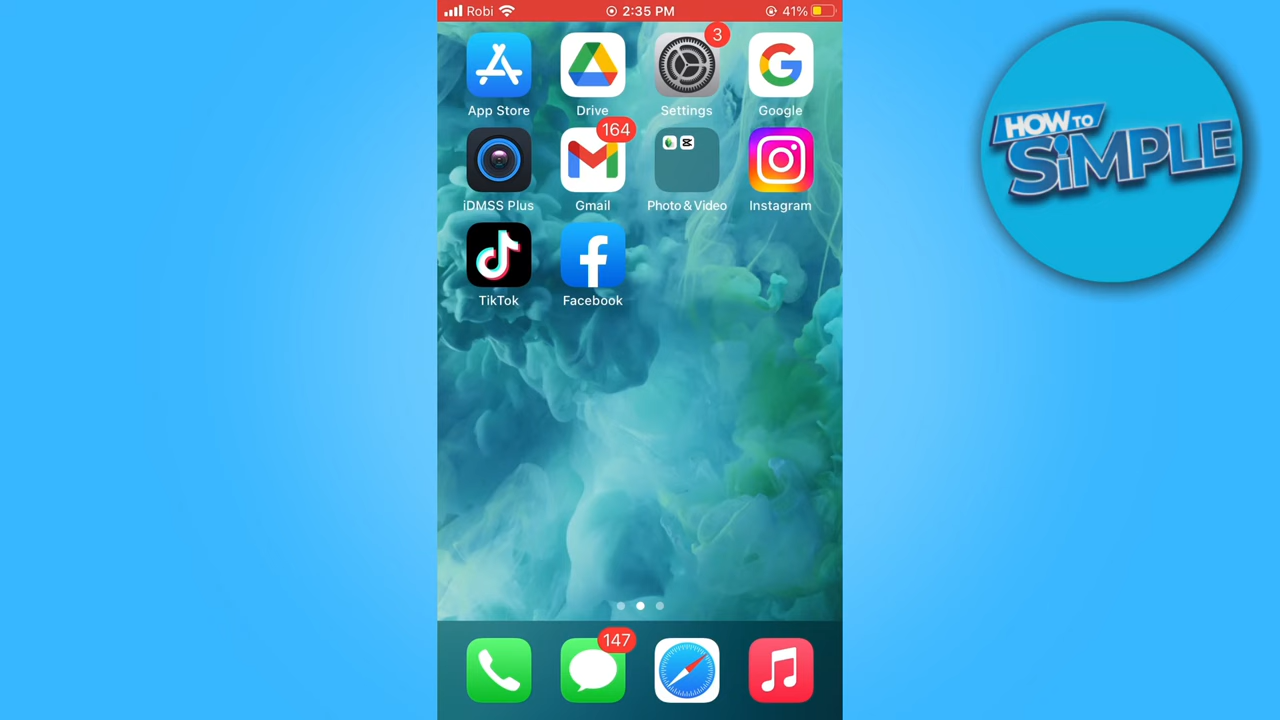 Robi 2:35 PM 41%
3
App Store Drive Settings Google
164
iDMSS Plus Gmail Photo & Video Instagram
TikTok Facebook
147
HOW TO
SiMPLE